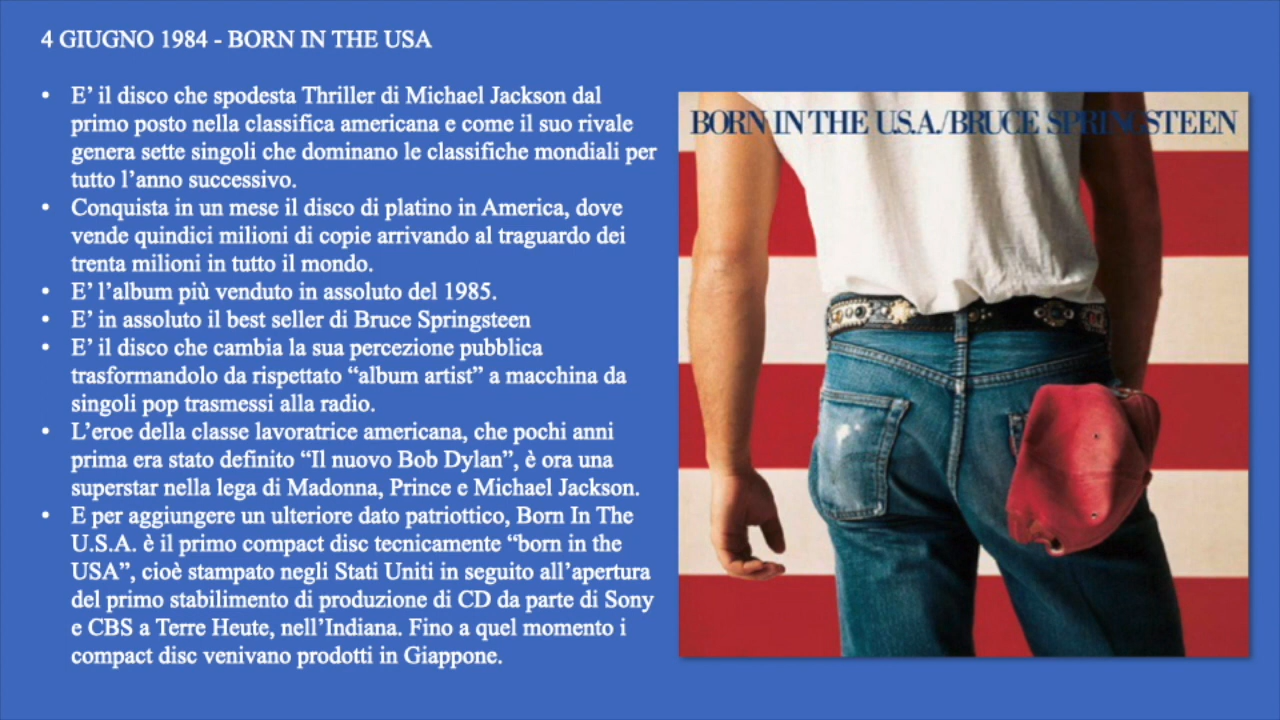 4 GIUGNO 1984 - BORN IN THE USA
• E’ il disco che spodesta Thriller di Michael Jackson dal
primo posto nella classifica americana e come il suo rivale
genera sette singoli che dominano le classifiche mondiali per
tutto l’anno successivo.
• Conquista in un mese il disco di platino in America, dove
vende quindici milioni di copie arrivando al traguardo dei
trenta milioni in tutto il mondo.
• E’ l’album più venduto in assoluto del 1985.
• E’ in assoluto il best seller di Bruce Springsteen
• E’ il disco che cambia la sua percezione pubblica
trasformandolo da rispettato “album artist” a macchina da
singoli pop trasmessi alla radio.
• L’eroe della classe lavoratrice americana, che pochi anni
prima era stato definito “Il nuovo Bob Dylan”, è ora una
superstar nella lega di Madonna, Prince e Michael Jackson.
• E per aggiungere un ulteriore dato patriottico, Born In The
U.S.A. è il primo compact disc tecnicamente “born in the
USA”, cioè stampato negli Stati Uniti in seguito all’apertura
del primo stabilimento di produzione di CD da parte di Sony
e CBS a Terre Heute, nell’Indiana. Fino a quel momento i
compact disc venivano prodotti in Giappone.
BORN IN THE U.S.A./BRUCE SPRINGSTEEN